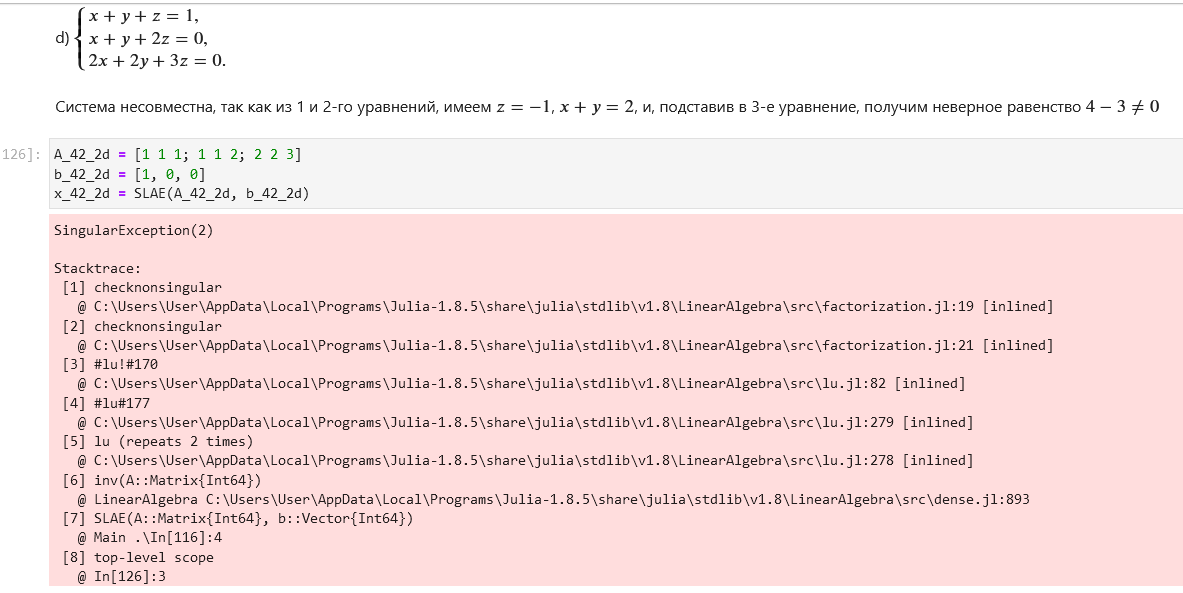 d) { x + y + z = 1,
x + y + 2z = 0,
2x + 2y + 3z = 0.
Система несовместна, так как из 1 и 2-го уравнений, имеем z = −1, x + y = 2, и, подставив в 3-е уравнение, получим неверное равенство 4 − 3 ≠ 0
126]: A_42_2d = [1 1 1; 1 1 2; 2 2 3]
b_42_2d = [1, 0, 0]
x_42_2d = SLAE(A_42_2d, b_42_2d)
SingularException(2)
Stacktrace:
[1] checknonsingular
@ C:\Users\User\AppData\Local\Programs\Julia-1.8.5\share\julia\stdlib\v1.8\LinearAlgebra\src\factorization.jl:19 [inlined]
[2] checknonsingular
@ C:\Users\User\AppData\Local\Programs\Julia-1.8.5\share\julia\stdlib\v1.8\LinearAlgebra\src\factorization.jl:21 [inlined]
[3] #lu!#170
@ C:\Users\User\AppData\Local\Programs\Julia-1.8.5\share\julia\stdlib\v1.8\LinearAlgebra\src\lu.jl:82 [inlined]
[4] #lu#177
@ C:\Users\User\AppData\Local\Programs\Julia-1.8.5\share\julia\stdlib\v1.8\LinearAlgebra\src\lu.jl:279 [inlined]
[5] lu (repeats 2 times)
@ C:\Users\User\AppData\Local\Programs\Julia-1.8.5\share\julia\stdlib\v1.8\LinearAlgebra\src\lu.jl:278 [inlined]
[6] inv(A::Matrix{Int64})
@ LinearAlgebra C:\Users\User\AppData\Local\Programs\Julia-1.8.5\share\julia\stdlib\v1.8\LinearAlgebra\src\dense.jl:893
[7] SLAE(A::Matrix{Int64}, b::Vector{Int64})
@ Main .\In[116]:4
[8] top-level scope
@ In[126]:3